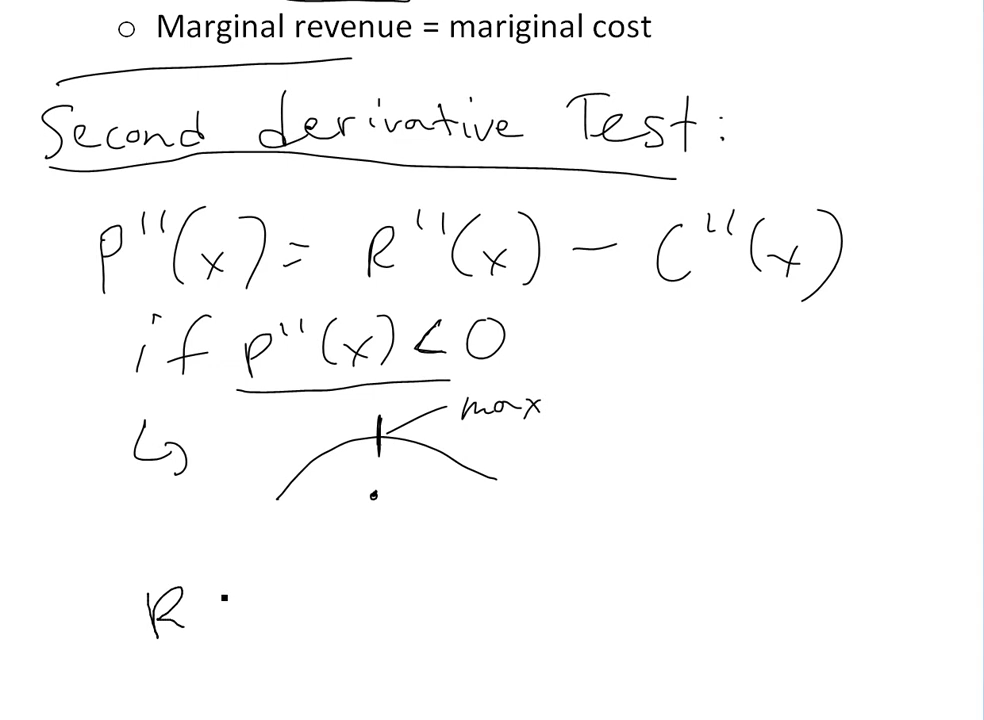 ○ Marginal revenue = mariginal cost
Second derivative Test:
P''(x) = R''(x) - C''(x)
if P''(x) < 0
max
R